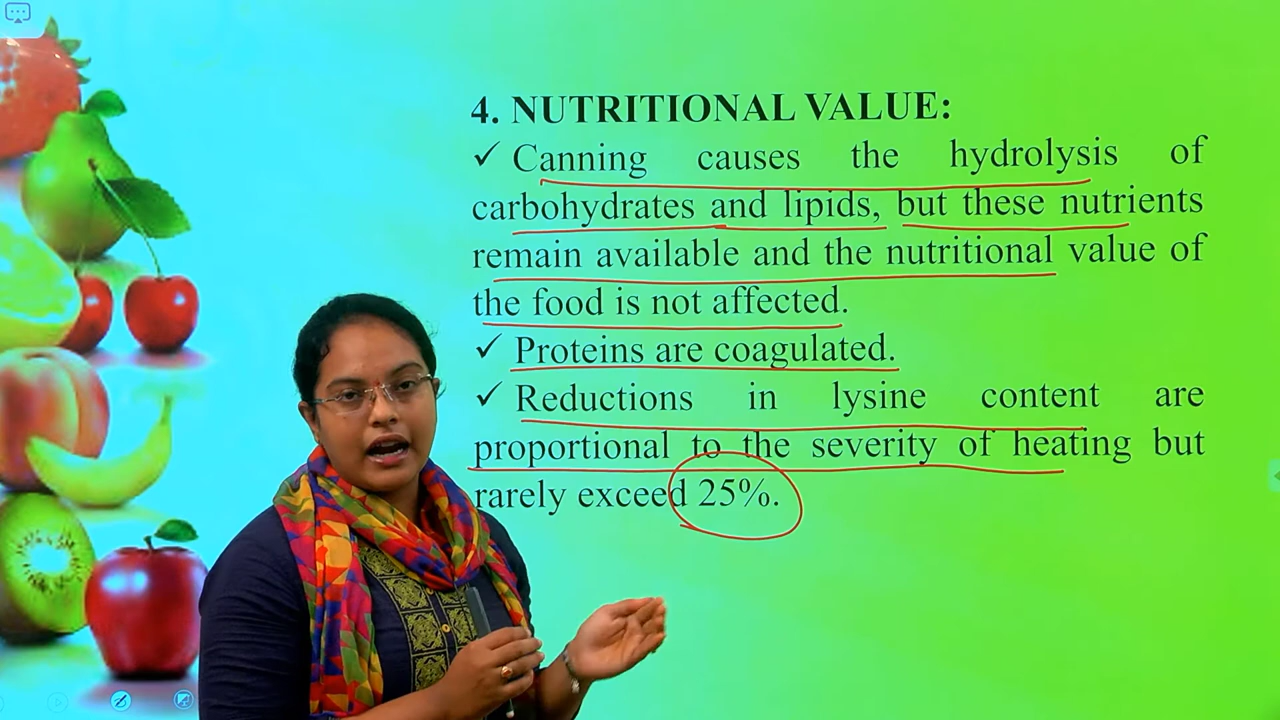 4. NUTRITIONAL VALUE:
✓ Canning causes the hydrolysis of
carbohydrates and lipids, but these nutrients
remain available and the nutritional value of
the food is not affected.
✓ Proteins are coagulated.
✓ Reductions in lysine content are
proportional to the severity of heating but
rarely exceed 25%.